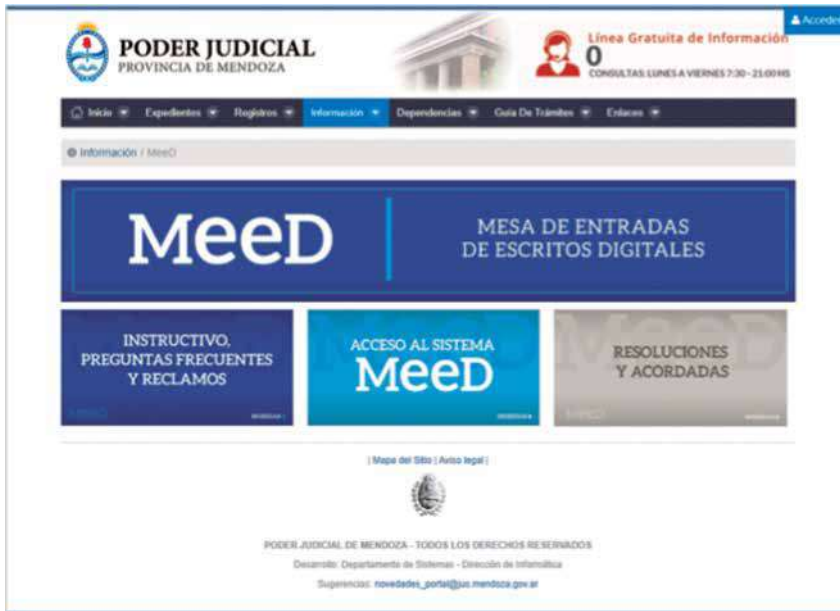 Acceder
PODER JUDICIAL
PROVINCIA DE MENDOZA
Línea Gratuita de Información
0
CONSULTAS: LUNES A VIERNES 7:30 - 21:00 HS
Inicio Expedientes Registros Información Dependencias Guía De Trámites Enlaces
Información / MeeD
MeeD
MESA DE ENTRADAS
DE ESCRITOS DIGITALES
INSTRUCTIVO,
PREGUNTAS FRECUENTES
Y RECLAMOS
ACCESO AL SISTEMA
MeeD
RESOLUCIONES
Y ACORDADAS
MeeD
| Mapa del Sitio | Aviso legal |
PODER JUDICIAL DE MENDOZA - TODOS LOS DERECHOS RESERVADOS
Desarrollo: Departamento de Sistemas - Dirección de Informática
Sugerencias: novedades_portal@jus.mendoza.gov.ar